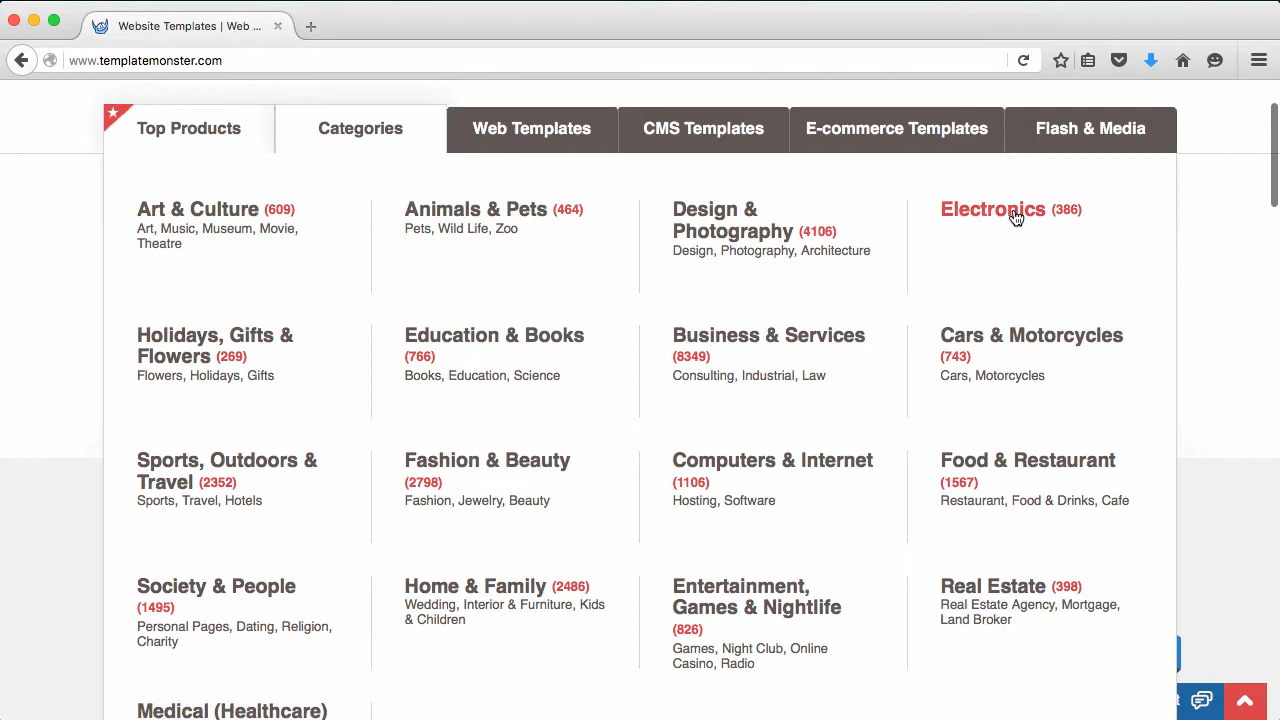 Website Templates | Web ...
www.templatemonster.com
Top Products
Categories
Web Templates
CMS Templates
E-commerce Templates
Flash & Media
Art & Culture (609)
Art, Music, Museum, Movie,
Theatre
Animals & Pets (464)
Pets, Wild Life, Zoo
Design &
Photography (4106)
Design, Photography, Architecture
Electronics (386)
Holidays, Gifts &
Flowers (269)
Flowers, Holidays, Gifts
Education & Books
(766)
Books, Education, Science
Business & Services
(8349)
Consulting, Industrial, Law
Cars & Motorcycles
(743)
Cars, Motorcycles
Sports, Outdoors &
Travel (2352)
Sports, Travel, Hotels
Fashion & Beauty
(2798)
Fashion, Jewelry, Beauty
Computers & Internet
(1106)
Hosting, Software
Food & Restaurant
(1567)
Restaurant, Food & Drinks, Cafe
Society & People
(1495)
Personal Pages, Dating, Religion,
Charity
Home & Family (2486)
Wedding, Interior & Furniture, Kids
& Children
Entertainment,
Games & Nightlife
(826)
Games, Night Club, Online
Casino, Radio
Real Estate (398)
Real Estate Agency, Mortgage,
Land Broker
Medical (Healthcare)